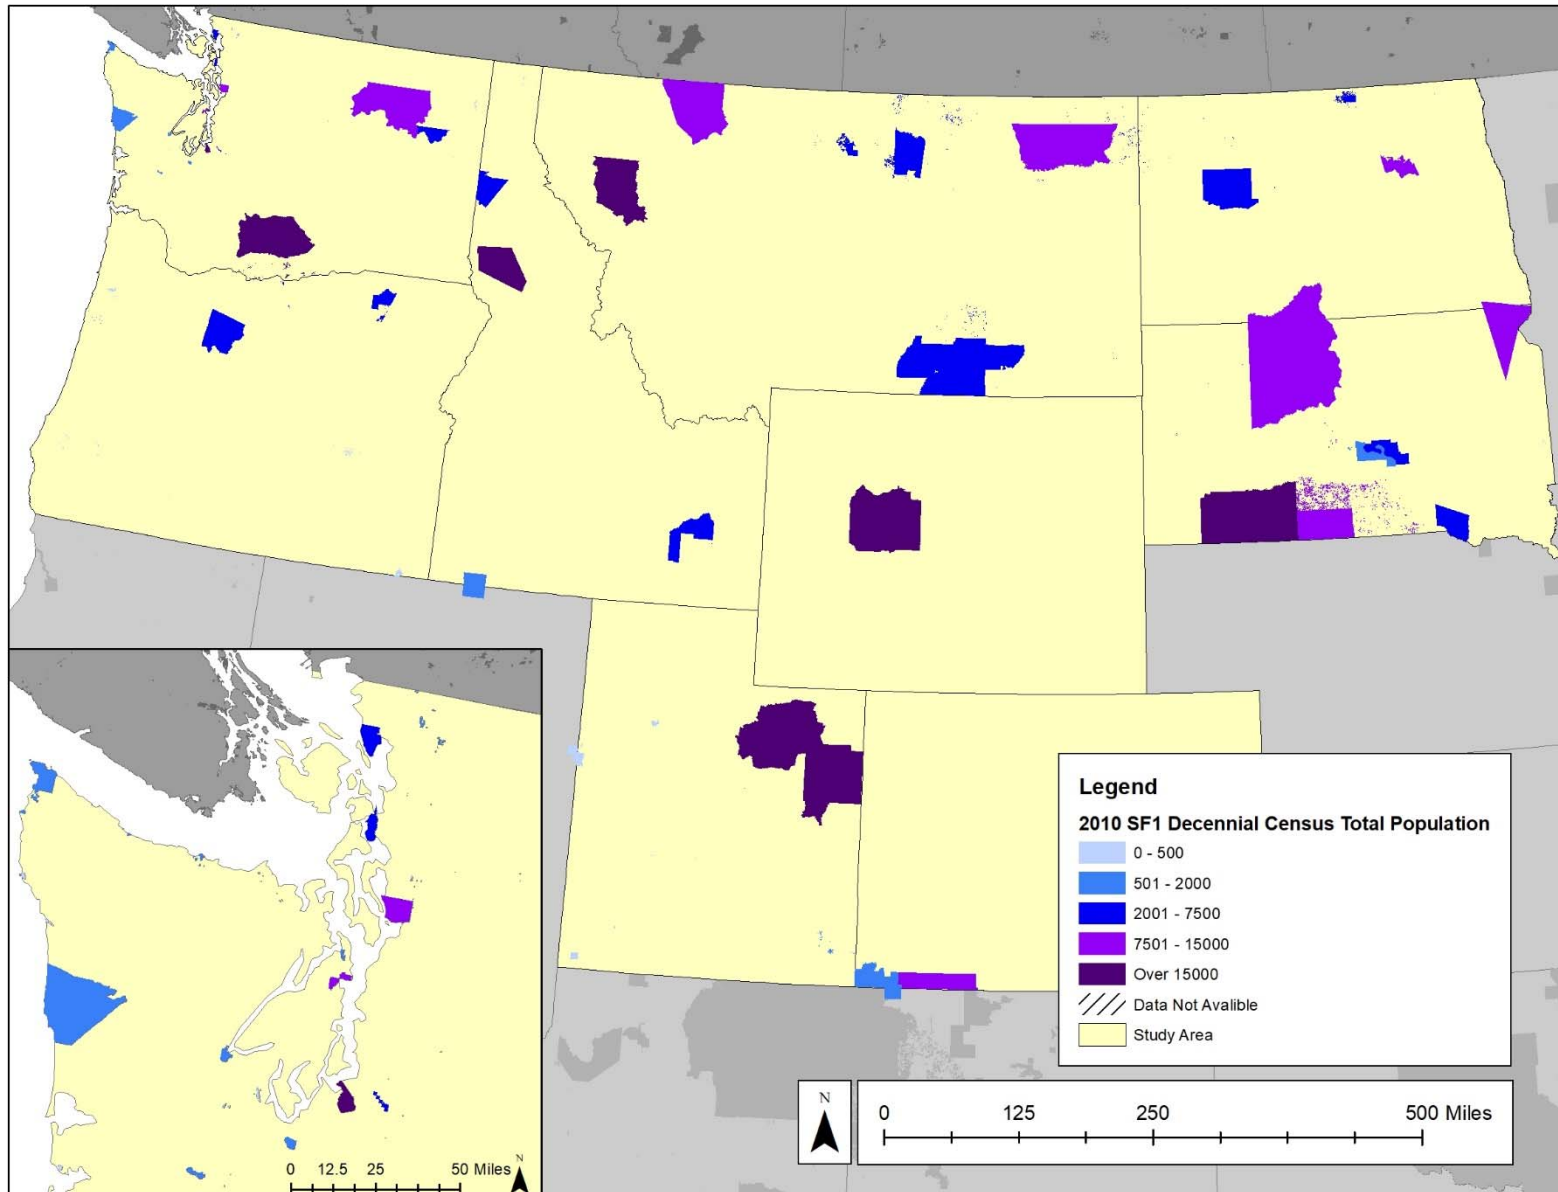 Legend
2010 SF1 Decennial Census Total Population
0 - 500
501 - 2000
2001 - 7500
7501 - 15000
Over 15000
Data Not Avalible
Study Area
N
0 125 250 500 Miles
0 12.5 25 50 Miles
N